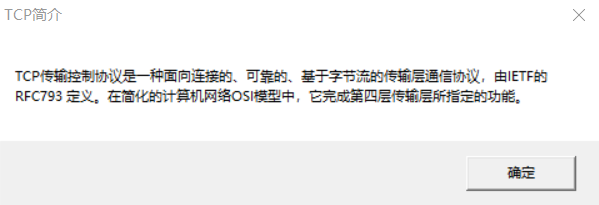 TCP简介
TCP传输控制协议是一种面向连接的、可靠的、基于字节流的传输层通信协议，由IETF的
RFC793 定义。在简化的计算机网络OSI模型中，它完成第四层传输层所指定的功能。
确定